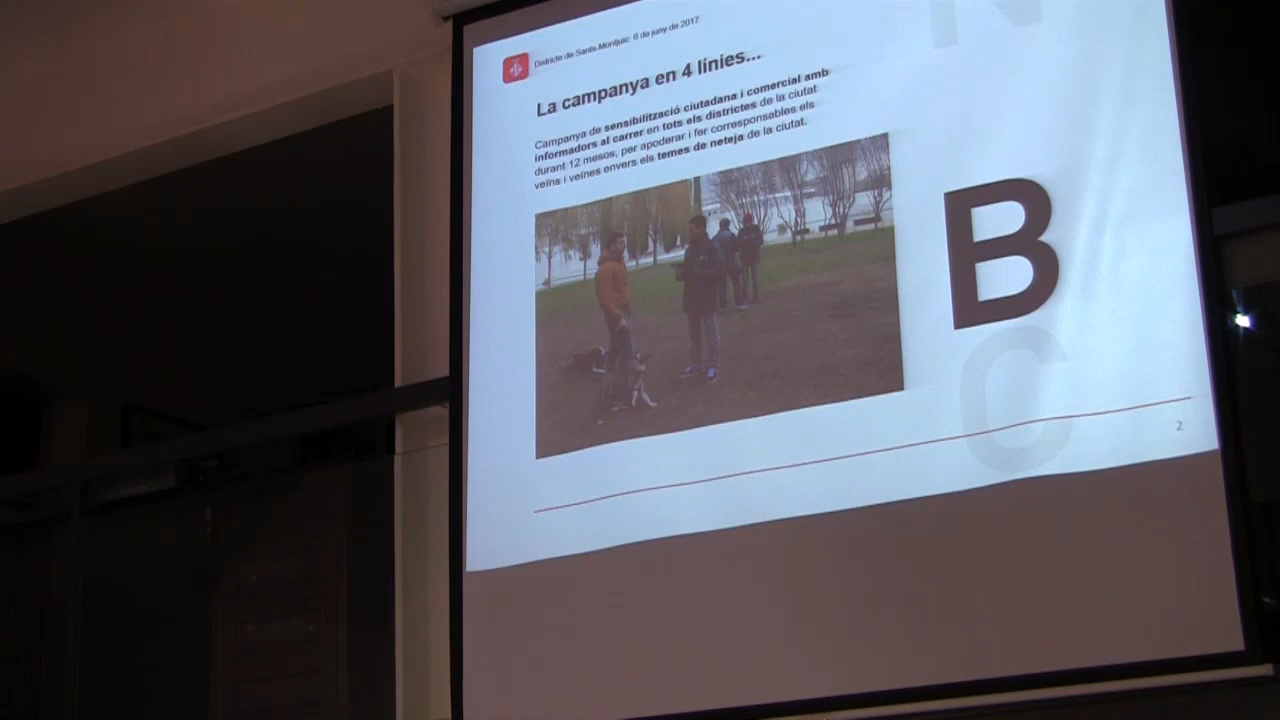 Districte de Sants-Montjuïc. 6 de juny de 2017
La campanya en 4 línies...
Campanya de sensibilització ciutadana i comercial amb
informadors al carrer en tots els districtes de la ciutat
durant 12 mesos, per apoderar i fer corresponsables els
veïns i veïnes envers els temes de neteja de la ciutat.
N
B
C
2